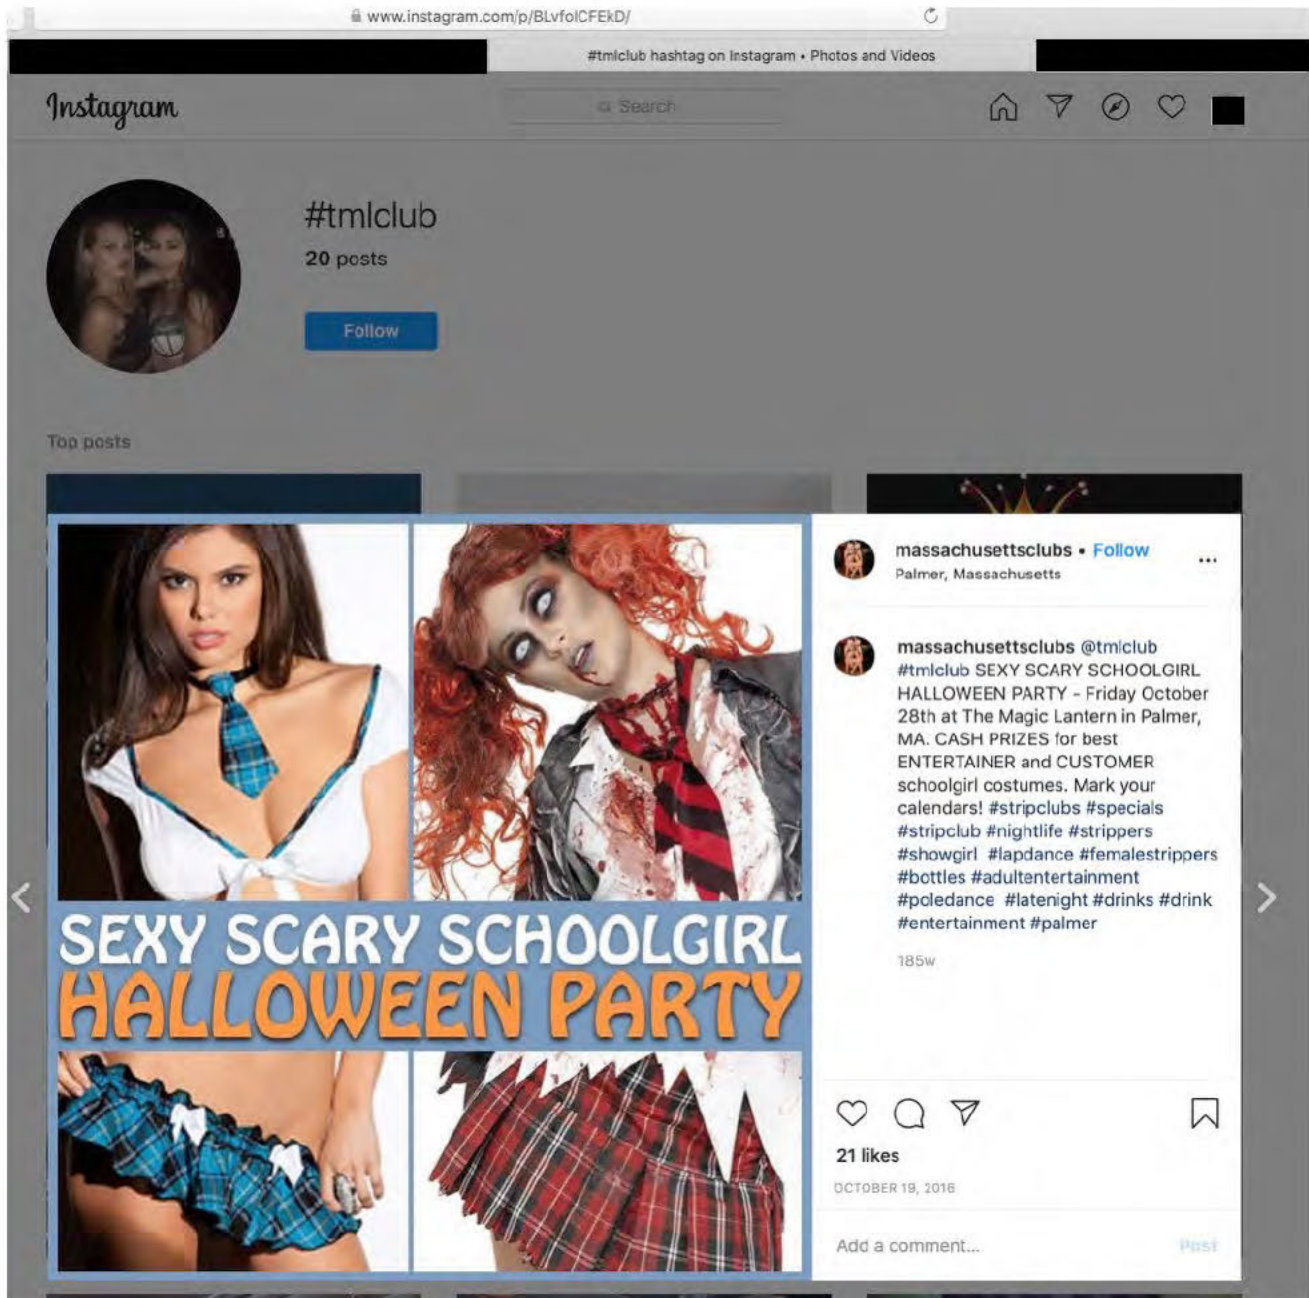 www.instagram.com/p/BLvfolCFEkD/
#tmlclub hashtag on Instagram • Photos and Videos
Instagram
Search
#tmlclub
20 posts
Follow
Top posts
SEXY SCARY SCHOOLGIRL
HALLOWEEN PARTY
massachusettsclubs • Follow
Palmer, Massachusetts
massachusettsclubs @tmlclub
#tmlclub SEXY SCARY SCHOOLGIRL
HALLOWEEN PARTY - Friday October
28th at The Magic Lantern in Palmer,
MA. CASH PRIZES for best
ENTERTAINER and CUSTOMER
schoolgirl costumes. Mark your
calendars! #stripclubs #specials
#stripclub #nightlife #strippers
#showgirl #lapdance #femalestrippers
#bottles #adultentertainment
#poledance #latenight #drinks #drink
#entertainment #palmer
185w
21 likes
OCTOBER 19, 2016
Add a comment...
Post